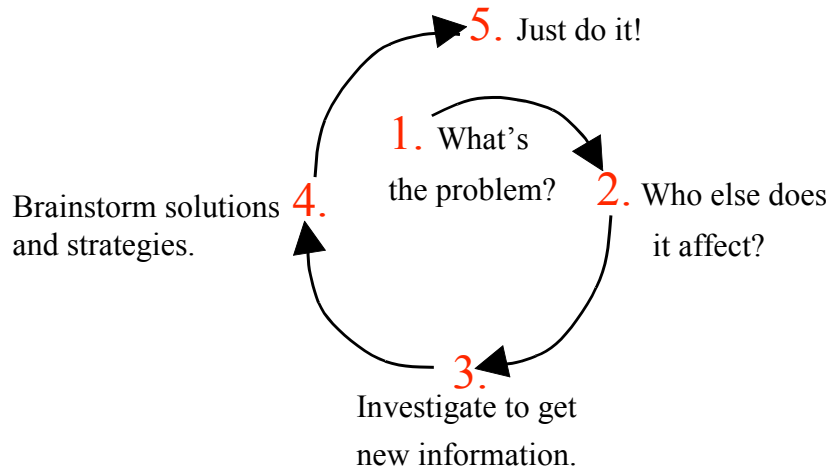 5. Just do it!
1. What's
the problem?
2. Who else does
it affect?
3.
Investigate to get
new information.
4.
Brainstorm solutions
and strategies.